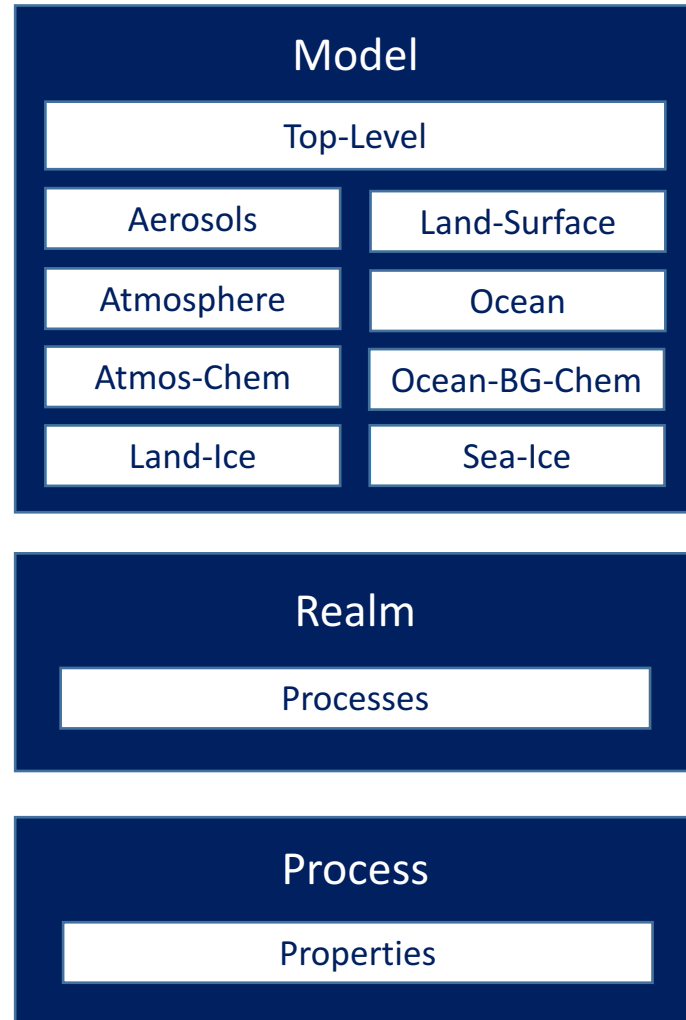 Model
Top-Level
Aerosols
Land-Surface
Atmosphere
Ocean
Atmos-Chem
Ocean-BG-Chem
Land-Ice
Sea-Ice
Realm
Processes
Process
Properties